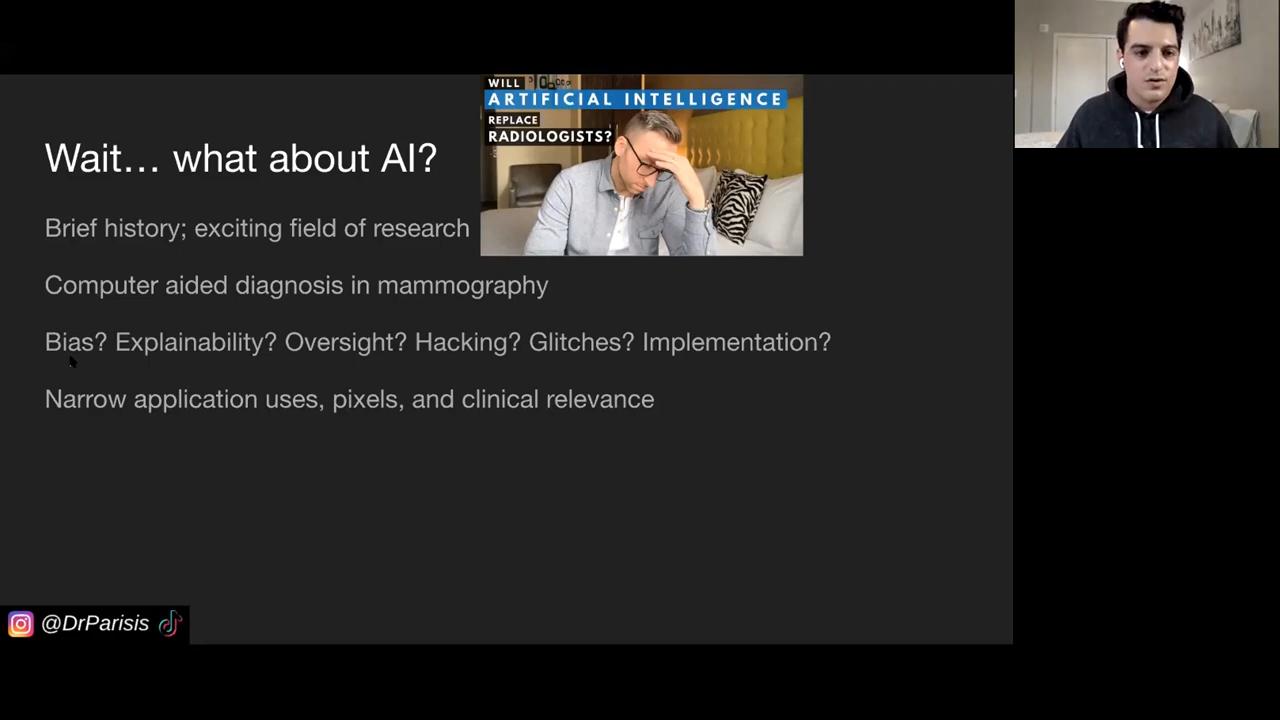 WILL
ARTIFICIAL INTELLIGENCE
REPLACE
RADIOLOGISTS?
Wait… what about AI?
Brief history; exciting field of research
Computer aided diagnosis in mammography
Bias? Explainability? Oversight? Hacking? Glitches? Implementation?
Narrow application uses, pixels, and clinical relevance
@DrParisis